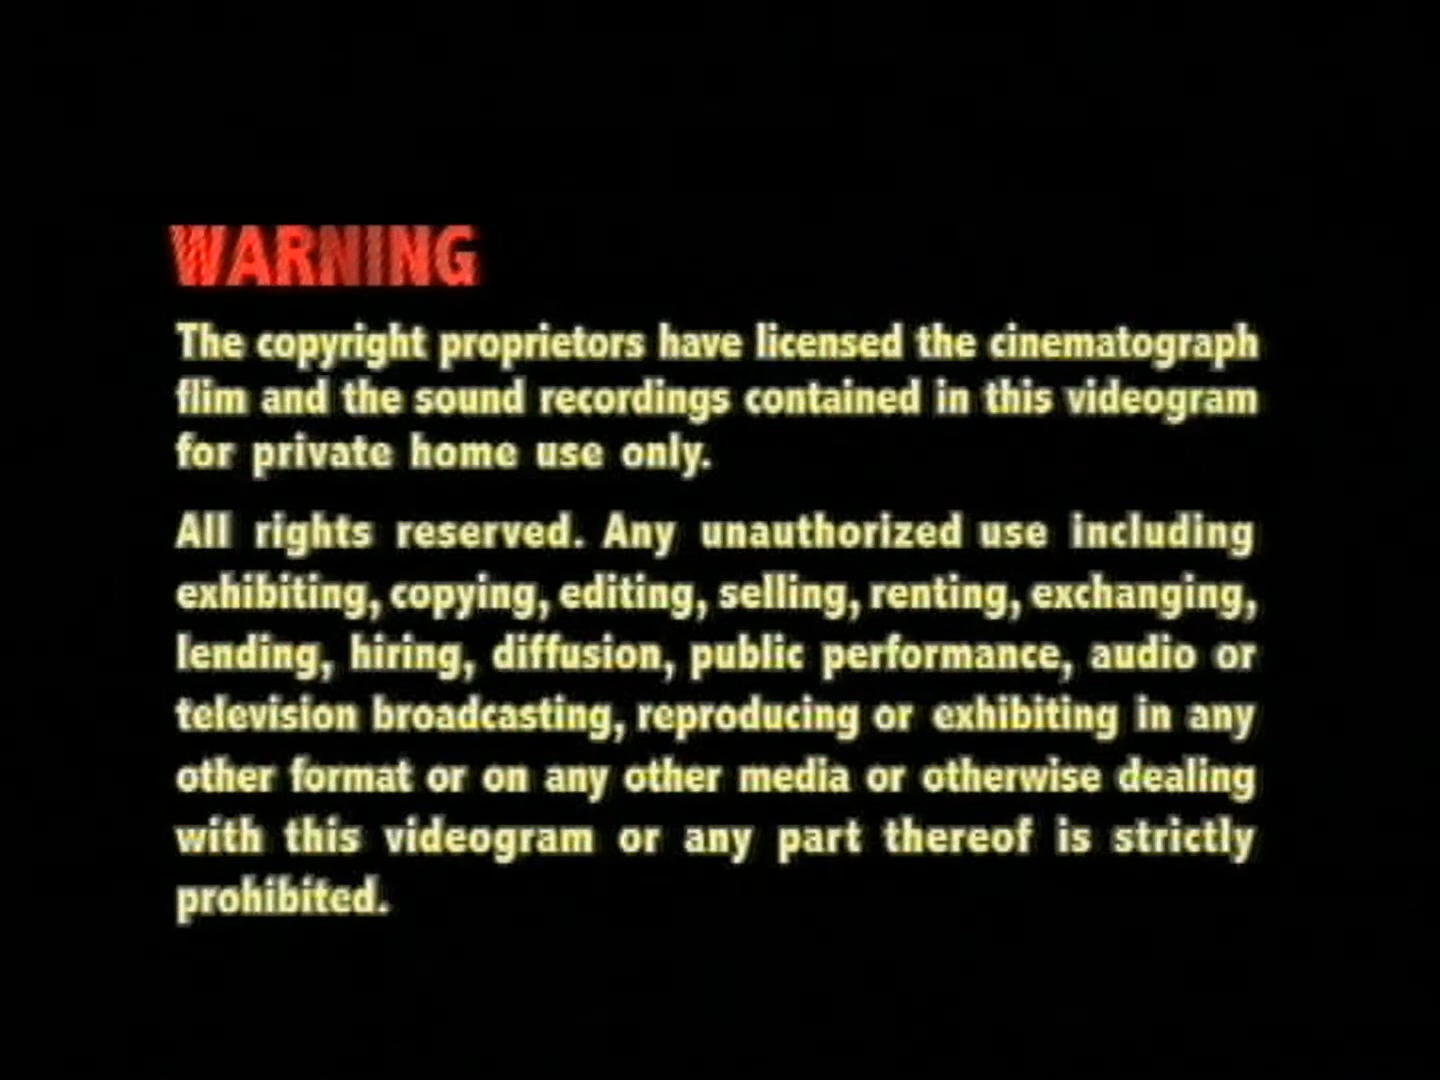 WARNING
The copyright proprietors have licensed the cinematograph
flim and the sound recordings contained in this videogram
for private home use only.
All rights reserved. Any unauthorized use including
exhibiting, copying, editing, selling, renting, exchanging,
lending, hiring, diffusion, public performance, audio or
television broadcasting, reproducing or exhibiting in any
other format or on any other media or otherwise dealing
with this videogram or any part thereof is strictly
prohibited.